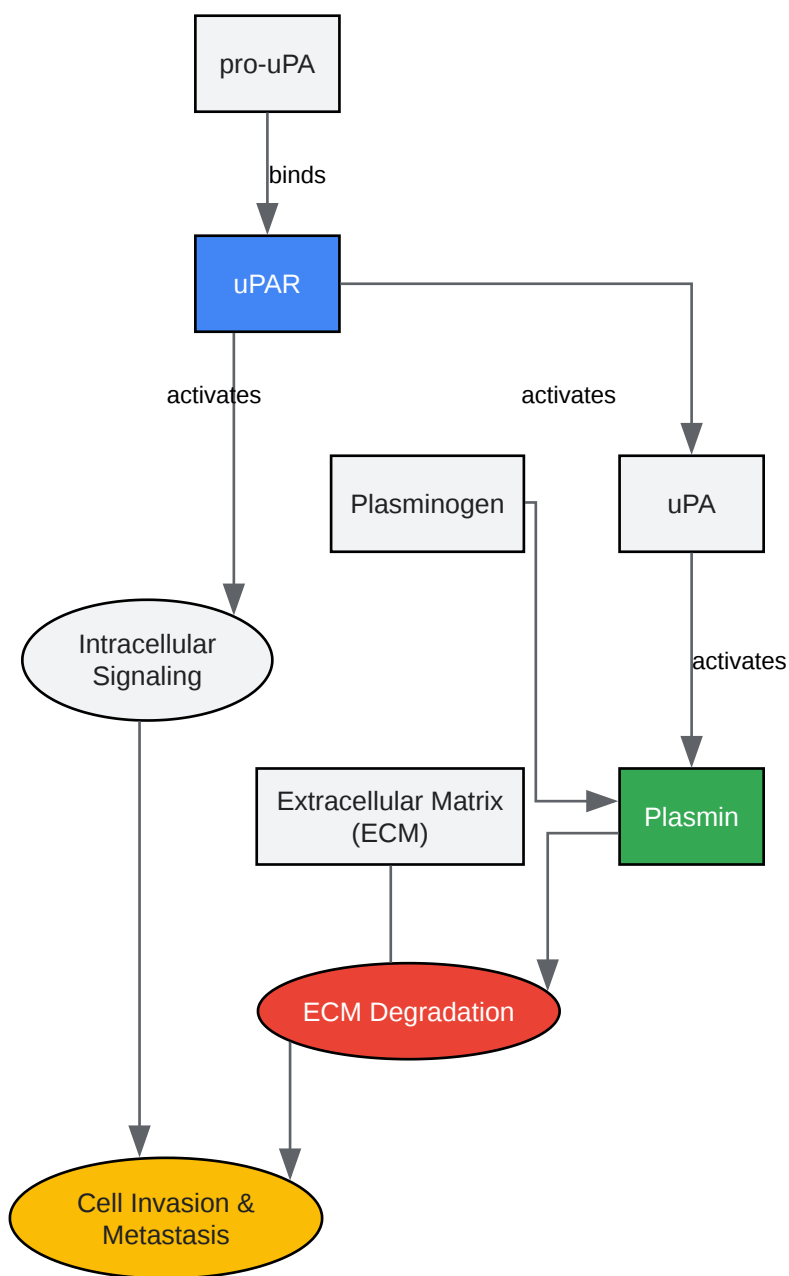 pro-uPA
binds
uPAR
activates
activates
Plasminogen
uPA
Intracellular
Signaling
activates
Extracellular Matrix
(ECM)
Plasmin
ECM Degradation
Cell Invasion &
Metastasis